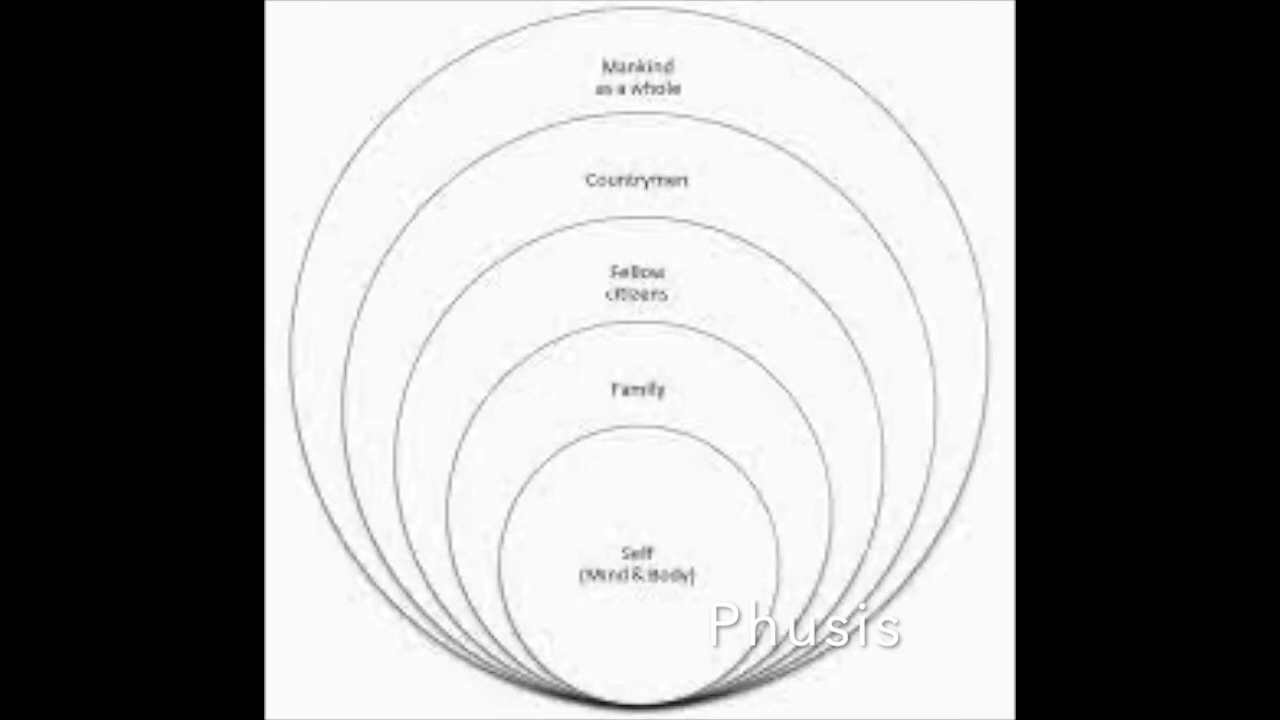 Mankind
as a whole
Countrymen
Fellow
citizens
Family
Self
(Mind & Body)
Phusis